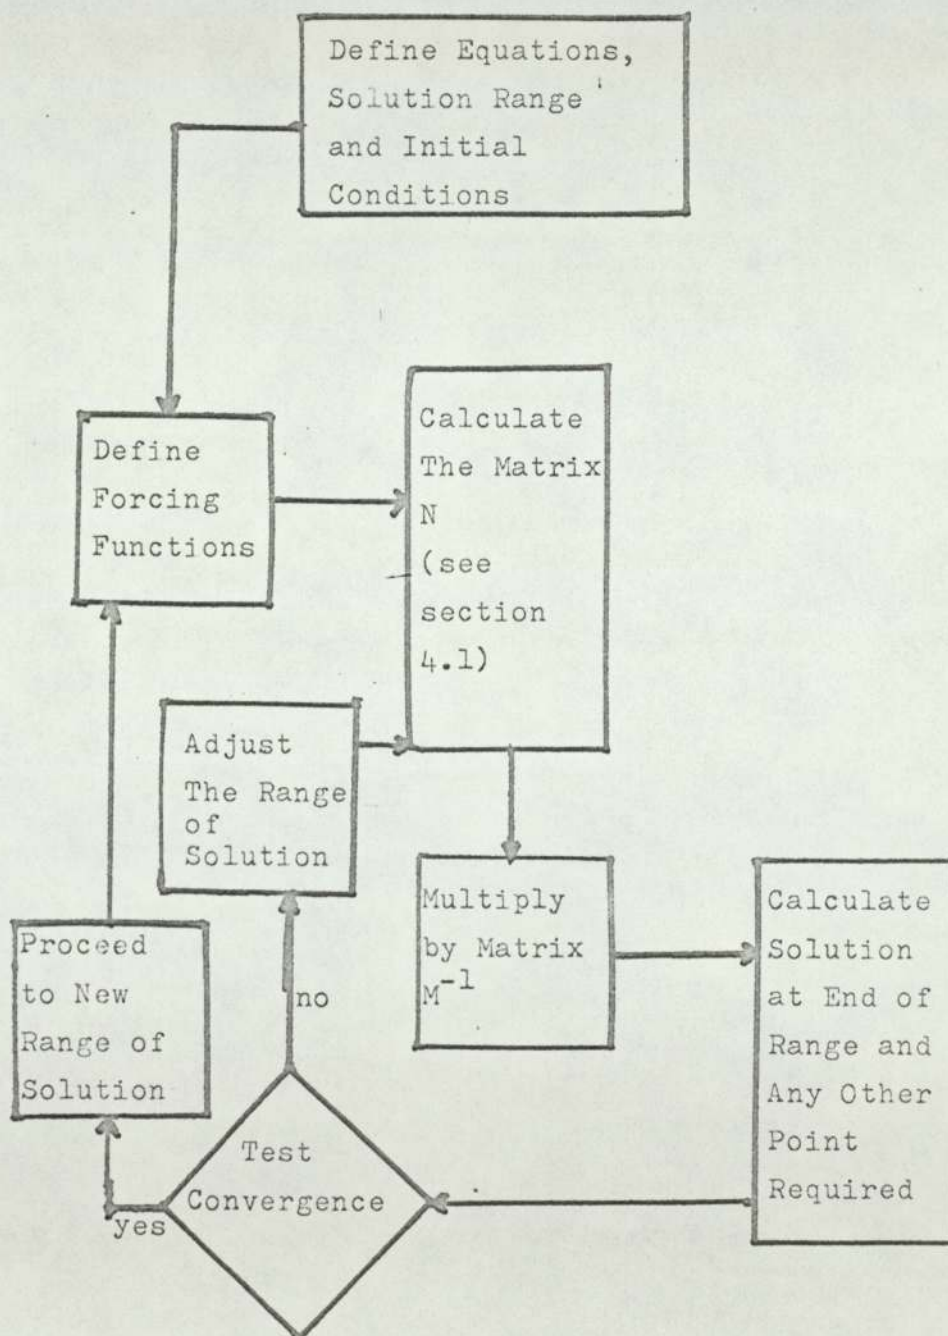 Define Equations,
Solution Range
and Initial
Conditions
Define
Forcing
Functions
Calculate
The Matrix
N
(see
section
4.1)
Adjust
The Range
of
Solution
Multiply
by Matrix
M⁻¹
Calculate
Solution
at End of
Range and
Any Other
Point
Required
Proceed
to New
Range of
Solution
no
Test
Convergence
yes